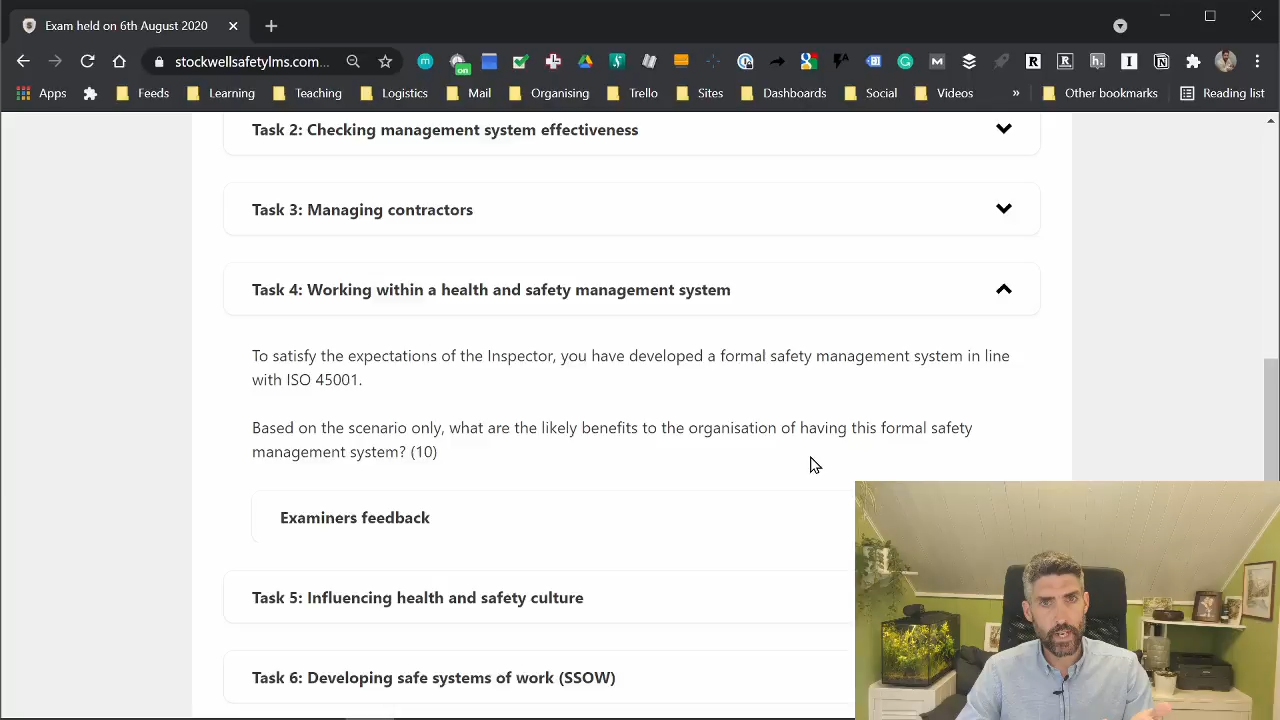 Exam held on 6th August 2020
stockwellsafetylms.com...
on
Apps
Feeds
Learning
Teaching
Logistics
Mail
Organising
Trello
Sites
Dashboards
Social
Videos
»
Other bookmarks
Reading list
Task 2: Checking management system effectiveness
Task 3: Managing contractors
Task 4: Working within a health and safety management system
To satisfy the expectations of the Inspector, you have developed a formal safety management system in line
with ISO 45001.
Based on the scenario only, what are the likely benefits to the organisation of having this formal safety
management system? (10)
Examiners feedback
Task 5: Influencing health and safety culture
Task 6: Developing safe systems of work (SSOW)